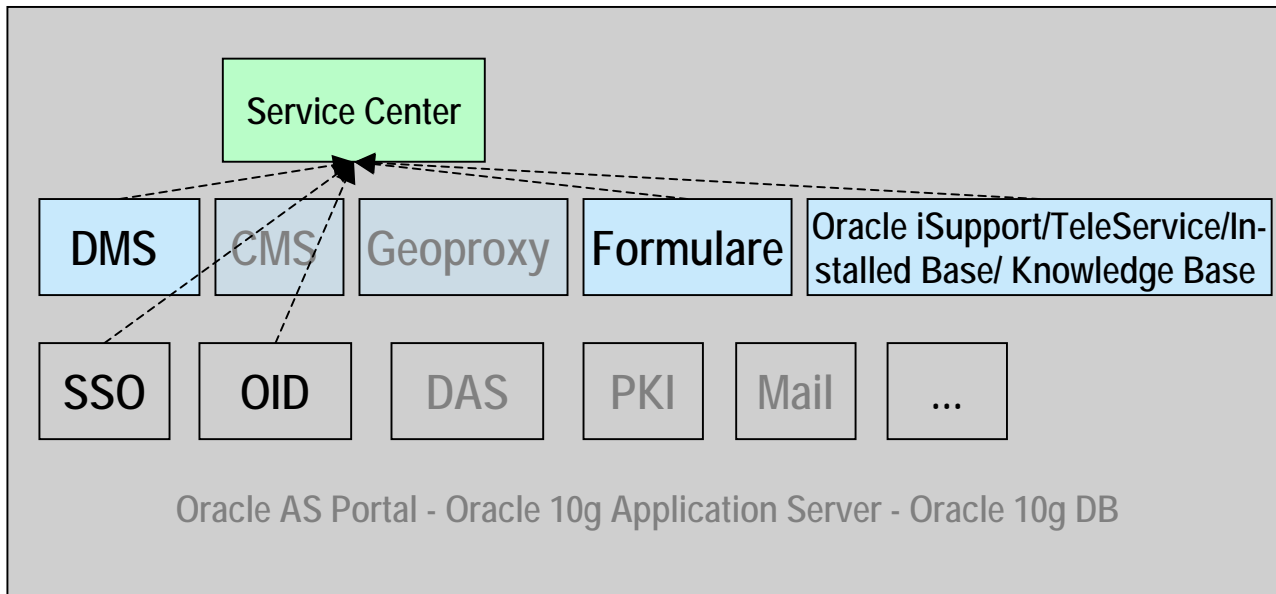 Service Center
DMS
CMS
Geoproxy
Formulare
Oracle iSupport/TeleService/In-
stalled Base/ Knowledge Base
SSO
OID
DAS
PKI
Mail
...
Oracle AS Portal - Oracle 10g Application Server - Oracle 10g DB